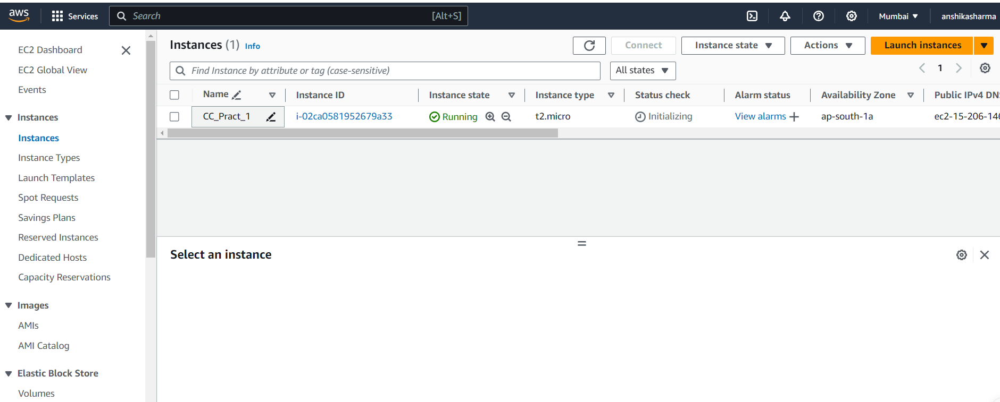 aws
Services
Search [Alt+S]
Mumbai
anshikasharma
EC2 Dashboard
EC2 Global View
Events
Instances
Instances
Instance Types
Launch Templates
Spot Requests
Savings Plans
Reserved Instances
Dedicated Hosts
Capacity Reservations
Images
AMIs
AMI Catalog
Elastic Block Store
Volumes
Instances (1) Info
Connect
Instance state
Actions
Launch instances
Find Instance by attribute or tag (case-sensitive)
All states
1
Name Instance ID Instance state Instance type Status check Alarm status Availability Zone Public IPv4 DNS
CC_Pract_1 i-02ca0581952679a33 Running t2.micro Initializing View alarms ap-south-1a ec2-15-206-146
Select an instance